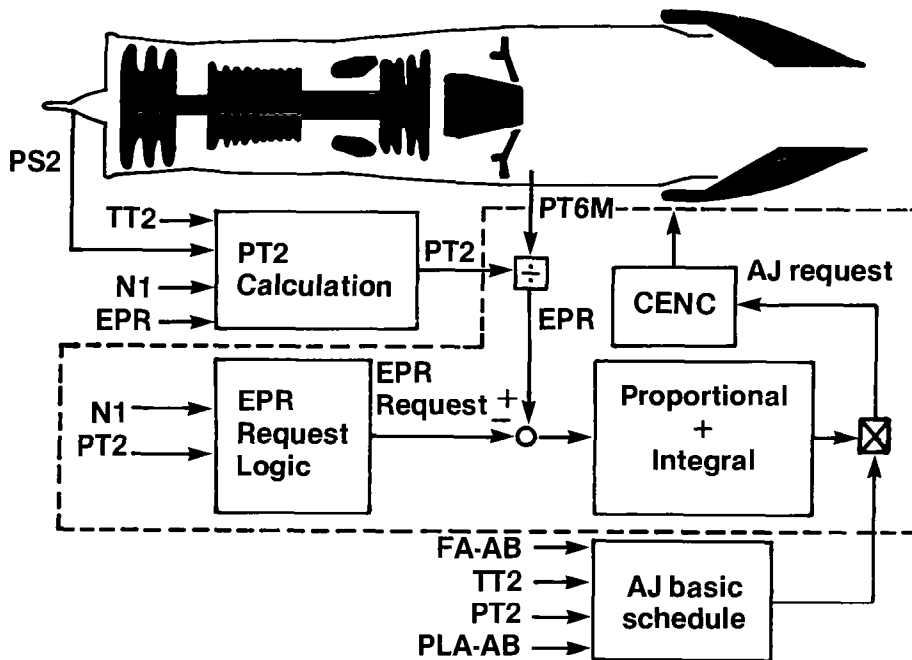 PS2
TT2
PT2
Calculation
N1
EPR
PT2
PT6M
÷
EPR
CENC
AJ request
N1
PT2
EPR
Request
Logic
EPR
Request
+
−
Proportional
+
Integral
FA-AB
TT2
PT2
PLA-AB
AJ basic
schedule